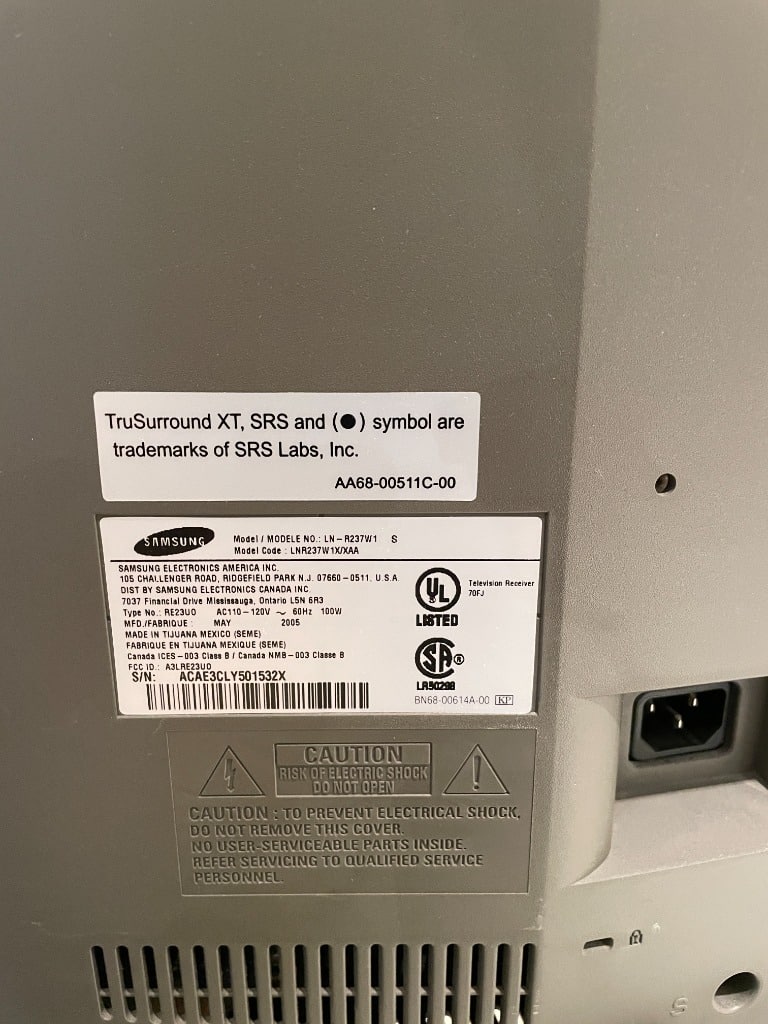 TruSurround XT, SRS and (●) symbol are
trademarks of SRS Labs, Inc.
AA68-00511C-00
SAMSUNG
Model / MODELE NO.: LN-R237W1 S
Model Code : LNR237W1X/XAA
SAMSUNG ELECTRONICS AMERICA INC.
105 CHALLENGER ROAD, RIDGEFIELD PARK N.J. 07660-0511. U.S.A.
DIST BY SAMSUNG ELECTRONICS CANADA INC.
7037 Financial Drive Mississauga, Ontario L5N 6R3
Type No.: RE23UO AC110-120V ~ 60Hz 100W
MFD./FABRIQUE : MAY 2005
MADE IN TIJUANA MEXICO (SEME)
FABRIQUE EN TIJUANA MEXIQUE (SEME)
Canada ICES-003 Class B / Canada NMB-003 Classe B
FCC ID.: A3LRE23UO
S/N: ACAE3CLY501532X
UL
LISTED
Television Receiver
70FJ
SA ®
LR50298
BN68-00614A-00 KP
CAUTION
RISK OF ELECTRIC SHOCK
DO NOT OPEN
CAUTION : TO PREVENT ELECTRICAL SHOCK,
DO NOT REMOVE THIS COVER.
NO USER-SERVICEABLE PARTS INSIDE.
REFER SERVICING TO QUALIFIED SERVICE
PERSONNEL.
S